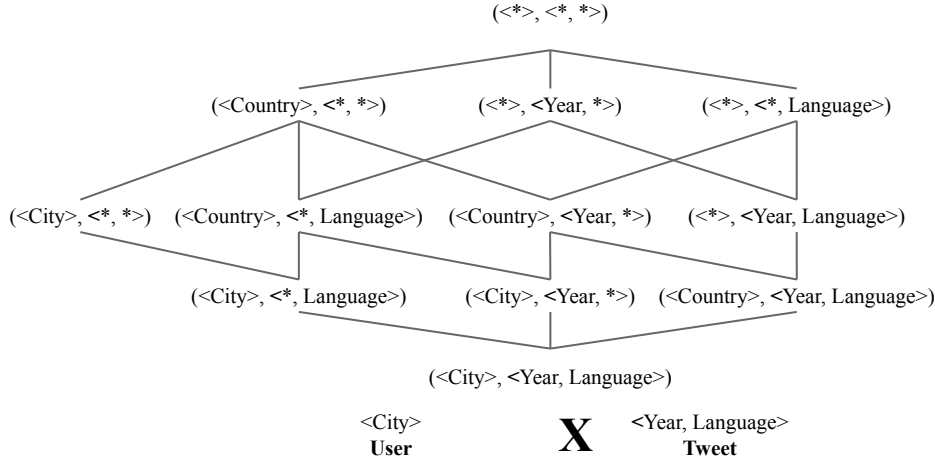 (<*>, <*, *>)
(<Country>, <*, *>) (<*>, <Year, *>) (<*>, <*, Language>)
(<City>, <*, *>) (<Country>, <*, Language>) (<Country>, <Year, *>) (<*>, <Year, Language>)
(<City>, <*, Language>) (<City>, <Year, *>) (<Country>, <Year, Language>)
(<City>, <Year, Language>)
<City> X <Year, Language>
User Tweet